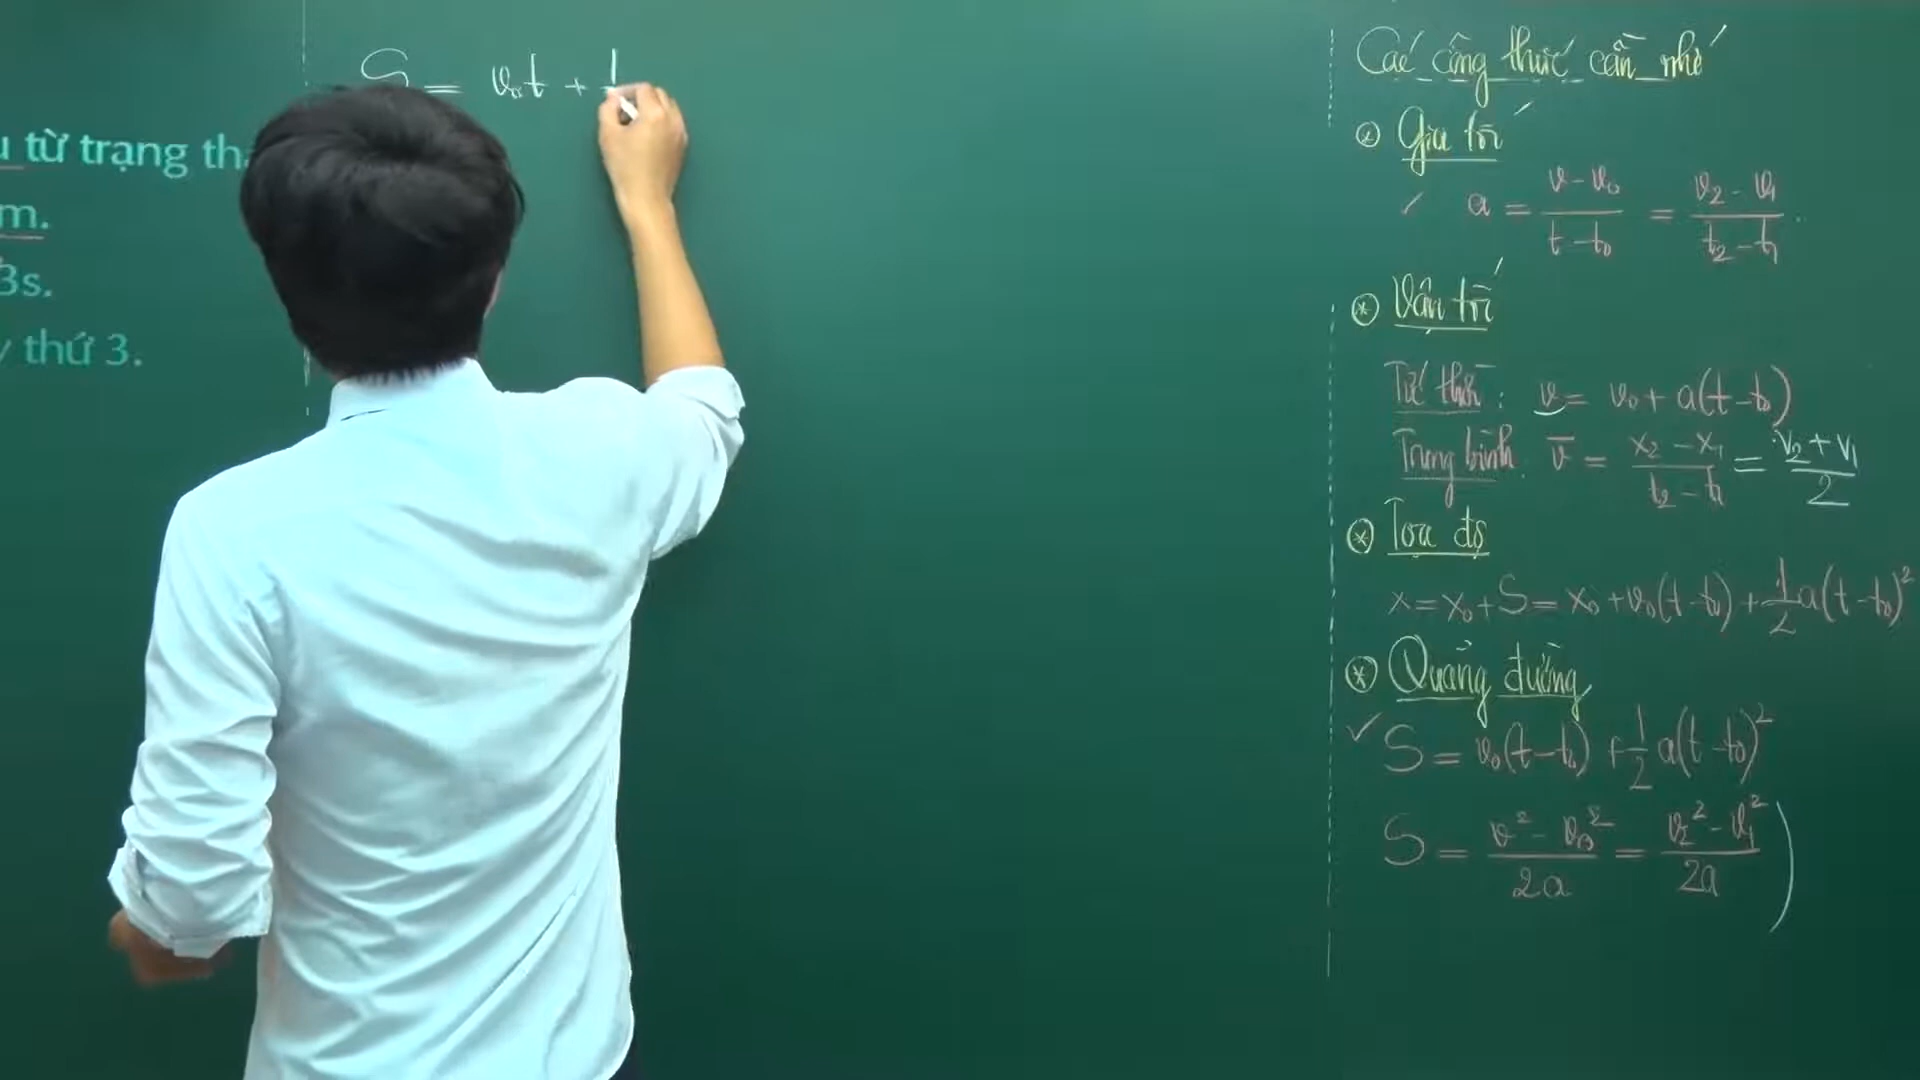 S = v₀t + 1
u từ trạng th
m.
3s.
y thứ 3.
Các công thức cần nhớ
⊛ Gia tốc
✓ a = (v - v₀)/(t - t₀) = (v₂ - v₁)/(t₂ - t₁).
⊛ Vận tốc
Tức thời: v = v₀ + a(t - t₀)
Trung bình v̅ = (x₂ - x₁)/(t₂ - t₁) = (v₂ + v₁)/2
⊛ Tọa độ
x = x₀ + S = x₀ + v₀(t - t₀) + 1/2 a(t - t₀)²
⊛ Quãng đường
✓ S = v₀(t - t₀) + 1/2 a(t - t₀)²
S = (v² - v₀²)/2a = (v₂² - v₁²)/2a )